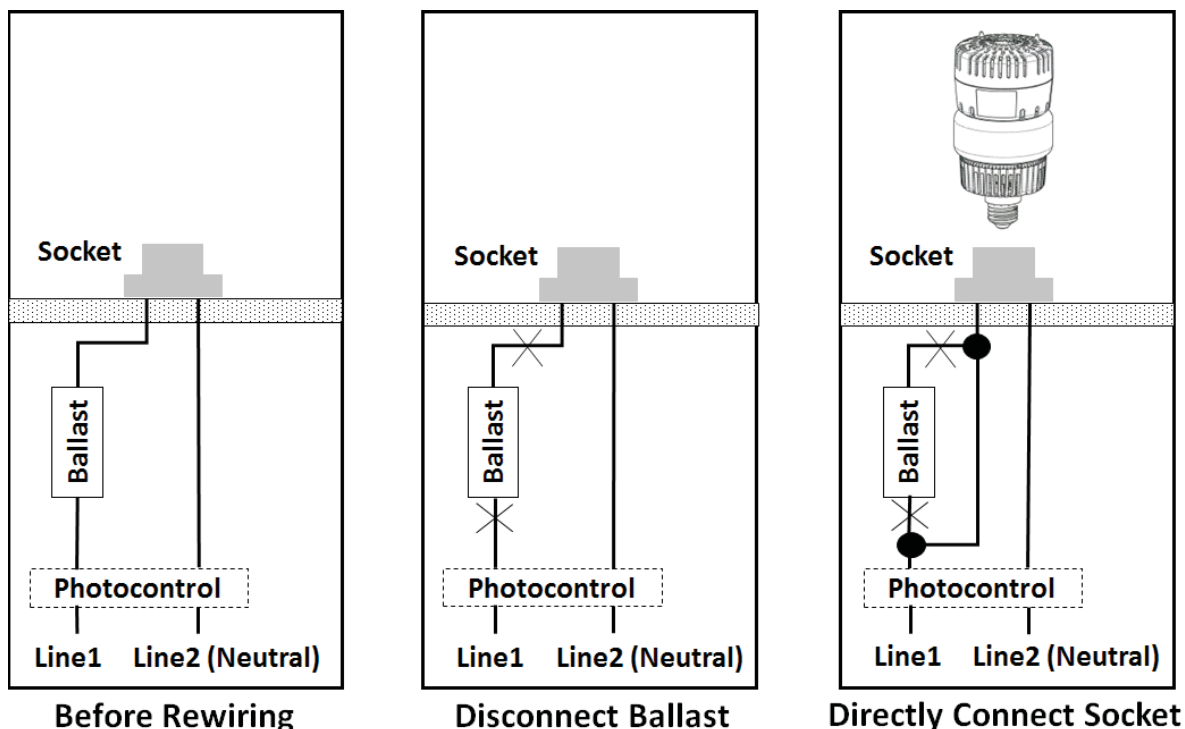 Socket
Ballast
Photocontrol
Line1 Line2 (Neutral)
Before Rewiring
Socket
Ballast
Photocontrol
Line1 Line2 (Neutral)
Disconnect Ballast
Socket
Ballast
Photocontrol
Line1 Line2 (Neutral)
Directly Connect Socket